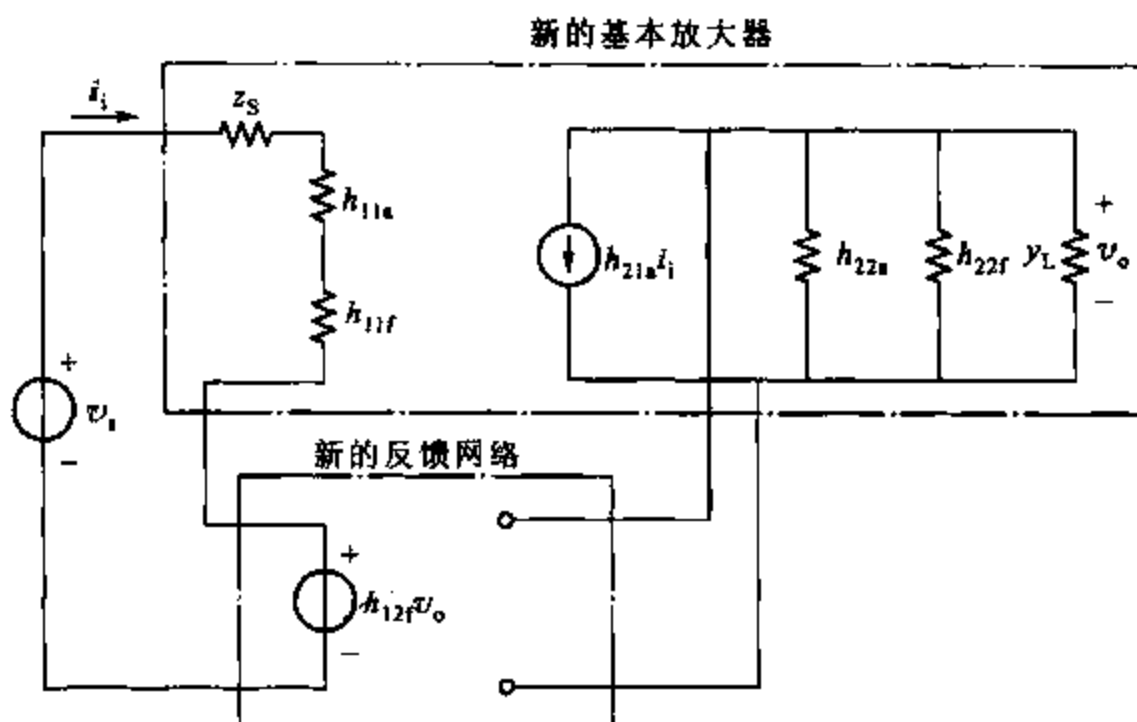 新的基本放大器
i_i
z_S
h_11a
h_11f
h_21a i_i
h_22a
h_22f
y_L
+
v_o
−
+
v_s
−
新的反馈网络
+
h_12f v_o
−